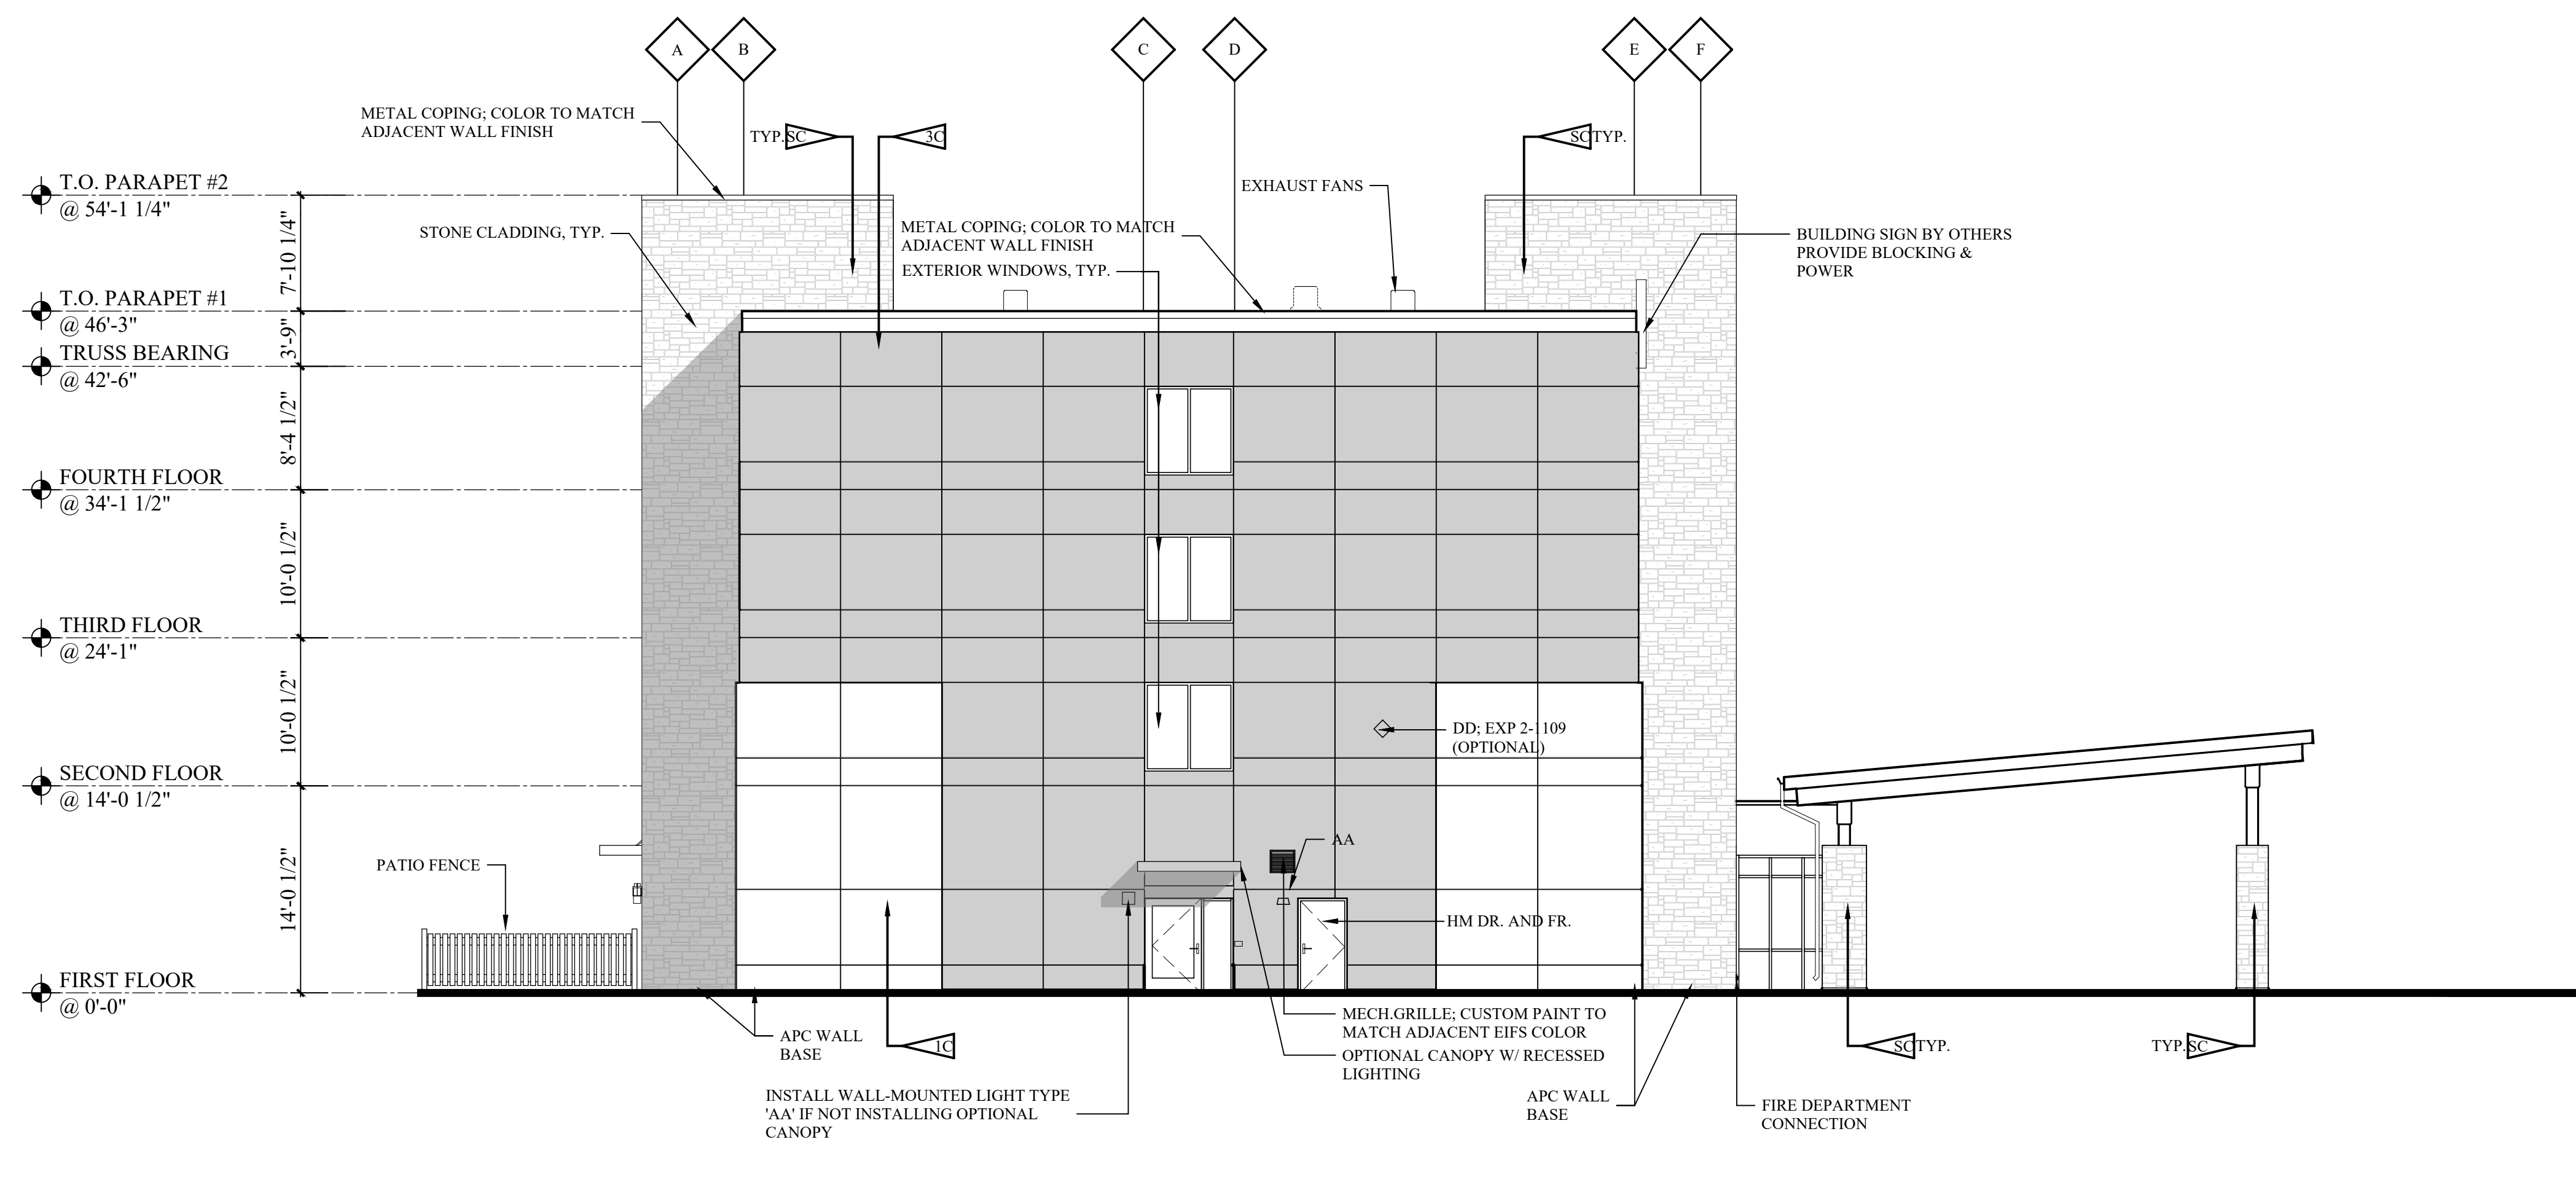 A
B
C
D
E
F
METAL COPING; COLOR TO MATCH
ADJACENT WALL FINISH
TYP. SC
3C
SC TYP.
T.O. PARAPET #2
@ 54'-1 1/4"
EXHAUST FANS
STONE CLADDING, TYP.
METAL COPING; COLOR TO MATCH
ADJACENT WALL FINISH
EXTERIOR WINDOWS, TYP.
BUILDING SIGN BY OTHERS
PROVIDE BLOCKING &
POWER
7'-10 1/4"
T.O. PARAPET #1
@ 46'-3"
3'-9"
TRUSS BEARING
@ 42'-6"
8'-4 1/2"
FOURTH FLOOR
@ 34'-1 1/2"
10'-0 1/2"
THIRD FLOOR
@ 24'-1"
10'-0 1/2"
DD; EXP 2-1109
(OPTIONAL)
SECOND FLOOR
@ 14'-0 1/2"
14'-0 1/2"
AA
PATIO FENCE
HM DR. AND FR.
FIRST FLOOR
@ 0'-0"
APC WALL
BASE
1C
MECH.GRILLE; CUSTOM PAINT TO
MATCH ADJACENT EIFS COLOR
OPTIONAL CANOPY W/ RECESSED
LIGHTING
SC TYP.
TYP. SC
INSTALL WALL-MOUNTED LIGHT TYPE
'AA' IF NOT INSTALLING OPTIONAL
CANOPY
APC WALL
BASE
FIRE DEPARTMENT
CONNECTION